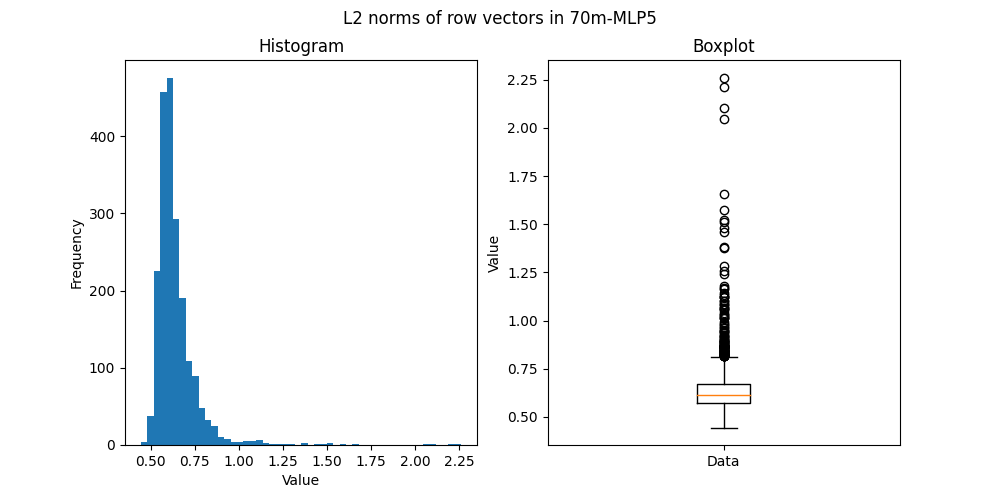 L2 norms of row vectors in 70m-MLP5
Histogram
Frequency
400
300
200
100
0
0.50 0.75 1.00 1.25 1.50 1.75 2.00 2.25
Value
Boxplot
Value
2.25
2.00
1.75
1.50
1.25
1.00
0.75
0.50
Data